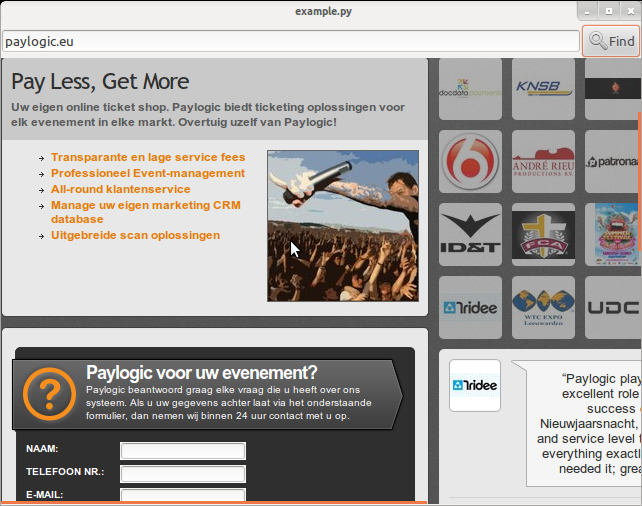 example.py
paylogic.eu
Find
Pay Less, Get More
Uw eigen online ticket shop. Paylogic biedt ticketing oplossingen voor
elk evenement in elke markt. Overtuig uzelf van Paylogic!
Transparante en lage service fees
Professioneel Event-management
All-round klantenservice
Manage uw eigen marketing CRM
database
Uitgebreide scan oplossingen
docdata payments
KNSB
6
ANDRÉ RIEU
PRODUCTIONS B.V.
patrona
ID&T
FCA
Tridee
WTC EXPO
Leeuwarden
UDC
Paylogic voor uw evenement?
Paylogic beantwoord graag elke vraag die u heeft over ons
systeem. Als u uw gegevens achter laat via het onderstaande
formulier, dan nemen wij binnen 24 uur contact met u op.
NAAM:
TELEFOON NR.:
E-MAIL:
Tridee
“Paylogic play
excellent role
success
Nieuwjaarsnacht,
and service level
everything exactl
needed it; grea